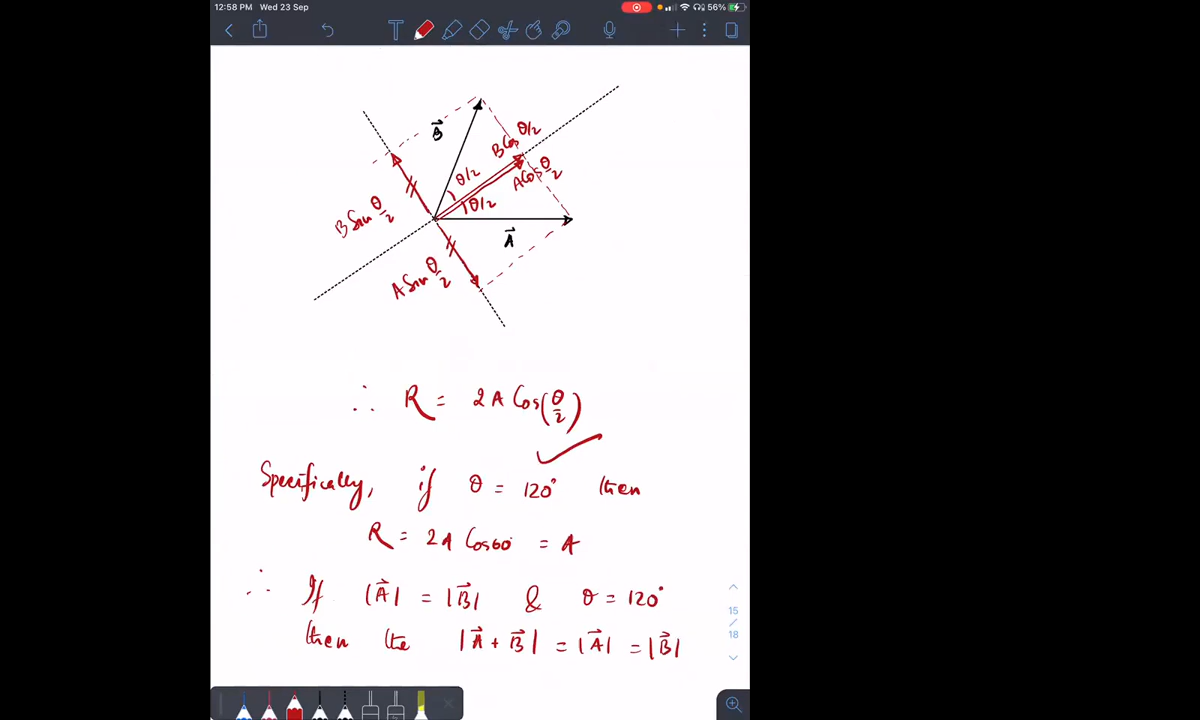 12:58 PM Wed 23 Sep
56%
B⃗
B Cos θ/2
A Cos θ/2
θ/2
θ/2
B Sin θ/2
A⃗
A Sin θ/2
∴ R = 2A Cos(θ/2)
Specifically, if θ = 120° then
R = 2A Cos60° = A
∴ If |A⃗| = |B⃗| & θ = 120°
then the |A⃗ + B⃗| = |A⃗| = |B⃗|
15
/
18